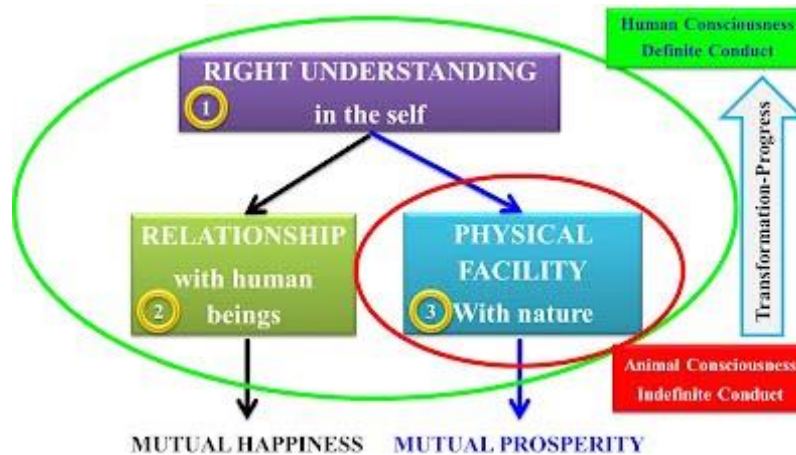 Human Consciousness
Definite Conduct
RIGHT UNDERSTANDING
in the self
1
RELATIONSHIP
with human
beings
2
PHYSICAL
FACILITY
With nature
3
Transformation-Progress
Animal Consciousness
Indefinite Conduct
MUTUAL HAPPINESS
MUTUAL PROSPERITY